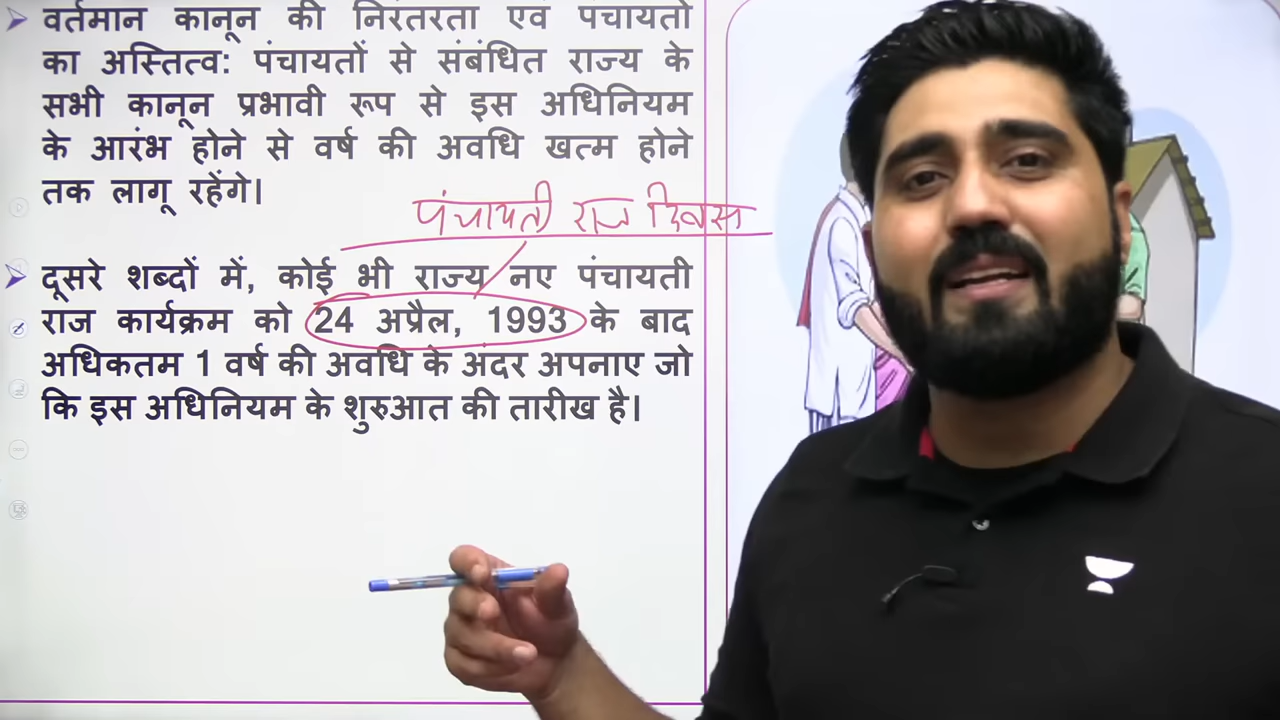 वर्तमान कानून की निरंतरता एवं पंचायतों
का अस्तित्व: पंचायतों से संबंधित राज्य के
सभी कानून प्रभावी रूप से इस अधिनियम
के आरंभ होने से वर्ष की अवधि खत्म होने
तक लागू रहेंगे।
पंचायती राज दिवस
दूसरे शब्दों में, कोई भी राज्य नए पंचायती
राज कार्यक्रम को 24 अप्रैल, 1993 के बाद
अधिकतम 1 वर्ष की अवधि के अंदर अपनाए जो
कि इस अधिनियम के शुरुआत की तारीख है।